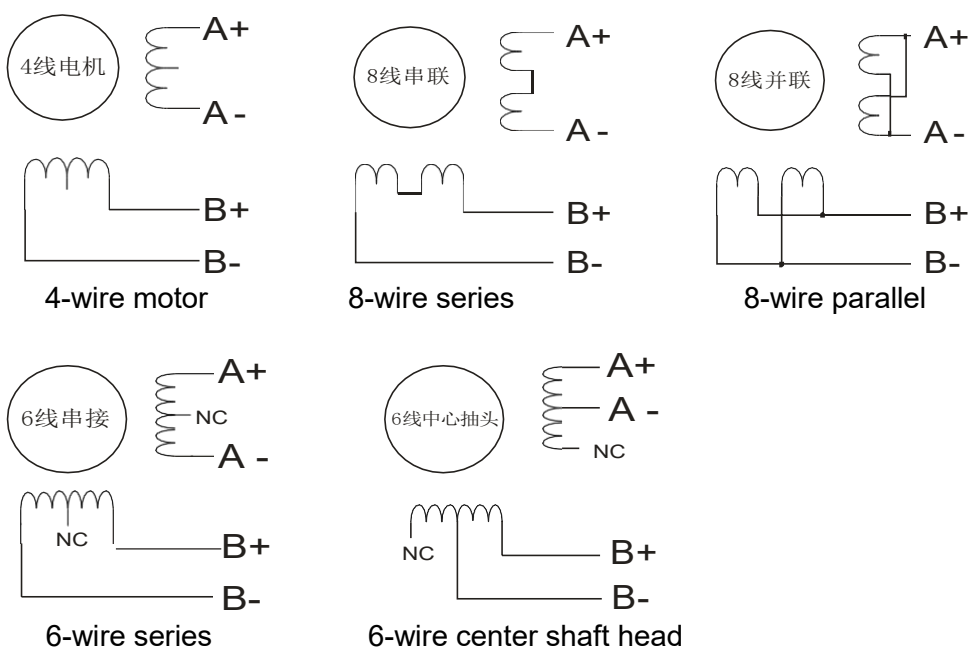 A+
4线电机
A -
B+
B-
4-wire motor
A+
8线串联
A -
B+
B-
8-wire series
A+
8线并联
A -
B+
B-
8-wire parallel
A+
6线串接
NC
A -
NC
B+
B-
6-wire series
A+
6线中心抽头
A -
NC
NC
B+
B-
6-wire center shaft head